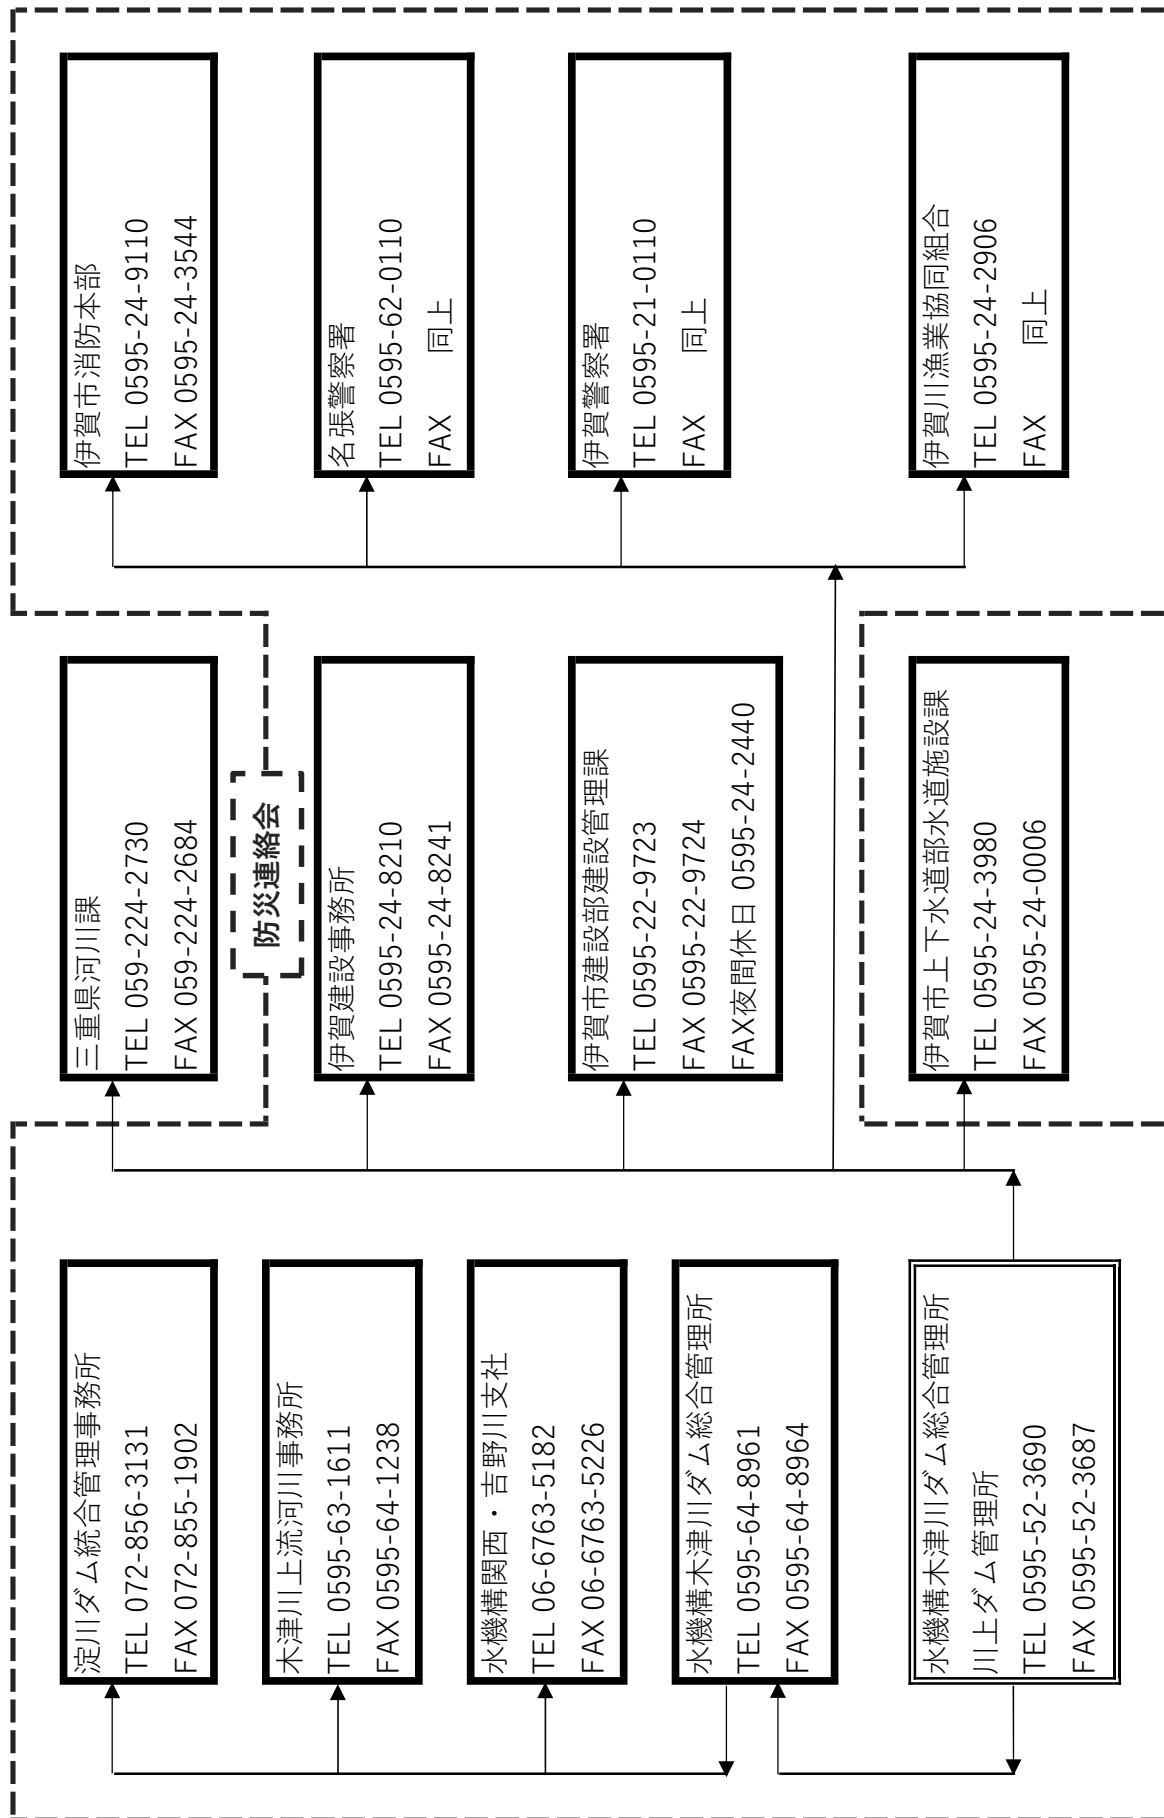 淀川ダム統合管理事務所
TEL 072-856-3131
FAX 072-855-1902
木津川上流河川事務所
TEL 0595-63-1611
FAX 0595-64-1238
水機構関西・吉野川支社
TEL 06-6763-5182
FAX 06-6763-5226
水機構木津川ダム総合管理所
TEL 0595-64-8961
FAX 0595-64-8964
水機構木津川ダム総合管理所
川上ダム管理所
TEL 0595-52-3690
FAX 0595-52-3687
三重県河川課
TEL 059-224-2730
FAX 059-224-2684
防災連絡会
伊賀建設事務所
TEL 0595-24-8210
FAX 0595-24-8241
伊賀市建設部建設管理課
TEL 0595-22-9723
FAX 0595-22-9724
FAX夜間休日 0595-24-2440
伊賀市上下水道部水道施設課
TEL 0595-24-3980
FAX 0595-24-0006
伊賀市消防本部
TEL 0595-24-9110
FAX 0595-24-3544
名張警察署
TEL 0595-62-0110
FAX 同上
伊賀警察署
TEL 0595-21-0110
FAX 同上
伊賀川漁業協同組合
TEL 0595-24-2906
FAX 同上